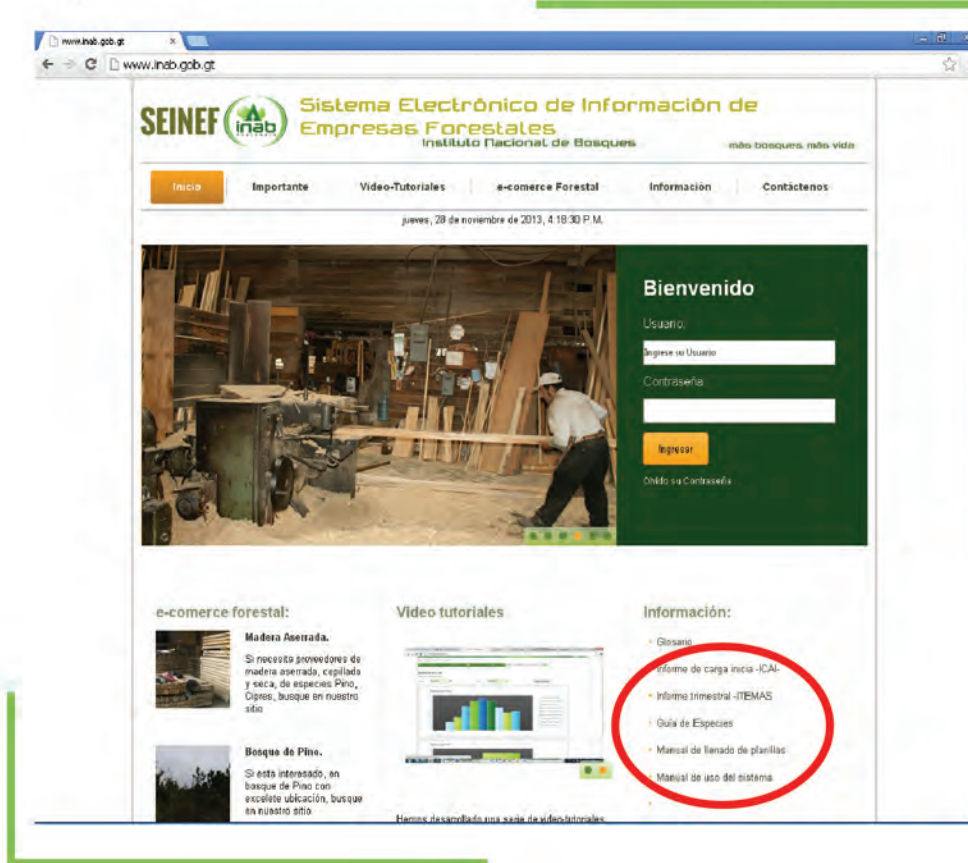 www.inab.gob.gt
www.inab.gob.gt
SEINEF
inab
Sistema Electrónico de Información de
Empresas Forestales
Instituto Nacional de Bosques
más bosques, más vida
Inicio
Importante
Video-Tutoriales
e-comerce Forestal
Información
Contáctenos
jueves, 28 de noviembre de 2013, 4:18:30 P.M.
Bienvenido
Usuario:
Ingrese su Usuario
Contraseña:
Ingresar
Olvido su Contraseña
e-comerce forestal:
Madera Aserrada.
Si necesita proveedores de
madera aserrada, cepillada
y seca, de especies Pino,
Cipres, busque en nuestro
sitio
Bosque de Pino.
Si esta interesado, en
bosque de Pino con
excelete ubicación, busque
en nuestro sitio
Video tutoriales
Hemos desarrollado una serie de video-tutoriales,
Información:
Glosario
Informe de carga inicia -ICAI-
Informe trimestral -ITEMAS
Guía de Especies
Manual de llenado de planillas
Manual de uso del sistema